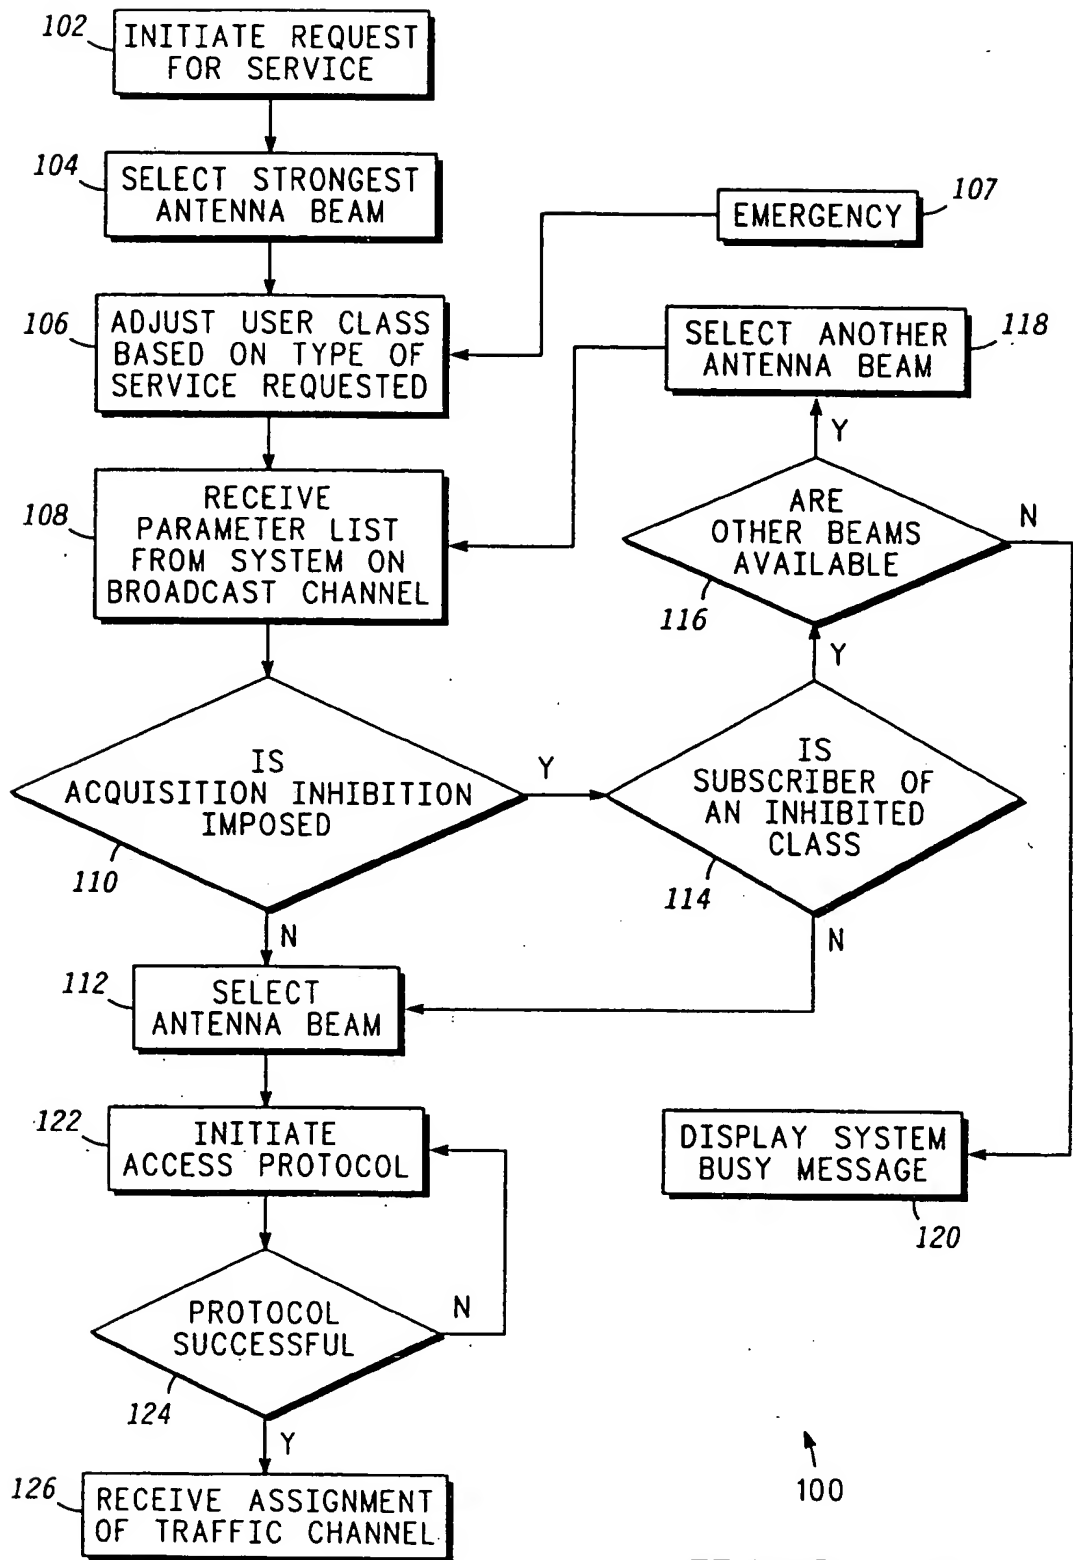 102
INITIATE REQUEST
FOR SERVICE
104
SELECT STRONGEST
ANTENNA BEAM
EMERGENCY
107
106
ADJUST USER CLASS
BASED ON TYPE OF
SERVICE REQUESTED
SELECT ANOTHER
ANTENNA BEAM
118
Y
108
RECEIVE
PARAMETER LIST
FROM SYSTEM ON
BROADCAST CHANNEL
ARE
OTHER BEAMS
AVAILABLE
N
116
Y
IS
ACQUISITION INHIBITION
IMPOSED
Y
110
IS
SUBSCRIBER OF
AN INHIBITED
CLASS
114
N
N
112
SELECT
ANTENNA BEAM
122
INITIATE
ACCESS PROTOCOL
DISPLAY SYSTEM
BUSY MESSAGE
120
PROTOCOL
SUCCESSFUL
N
124
Y
126
RECEIVE ASSIGNMENT
OF TRAFFIC CHANNEL
100